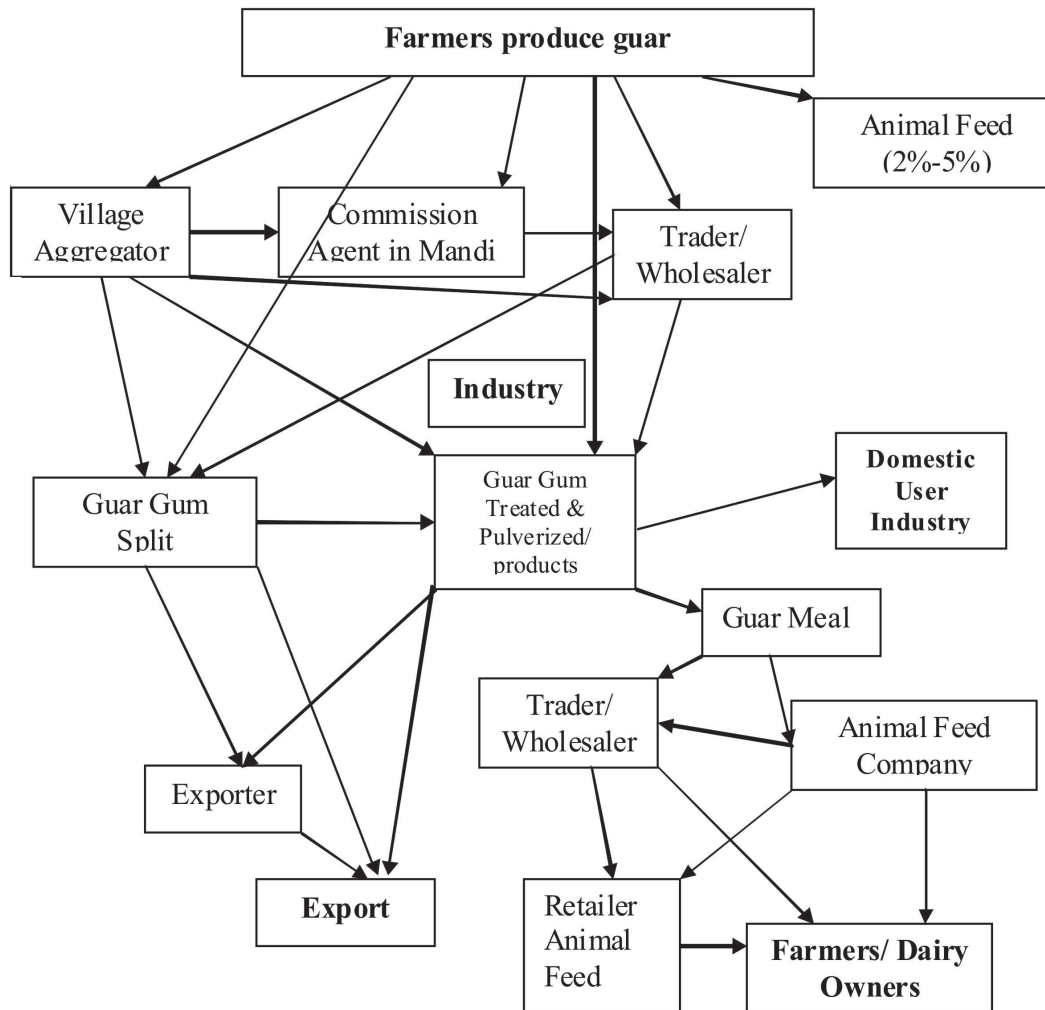 Farmers produce guar
Animal Feed
(2%-5%)
Village
Aggregator
Commission
Agent in Mandi
Trader/
Wholesaler
Industry
Guar Gum
Split
Guar Gum
Treated &
Pulverized/
products
Domestic
User
Industry
Guar Meal
Trader/
Wholesaler
Animal Feed
Company
Exporter
Export
Retailer
Animal
Feed
Farmers/ Dairy
Owners